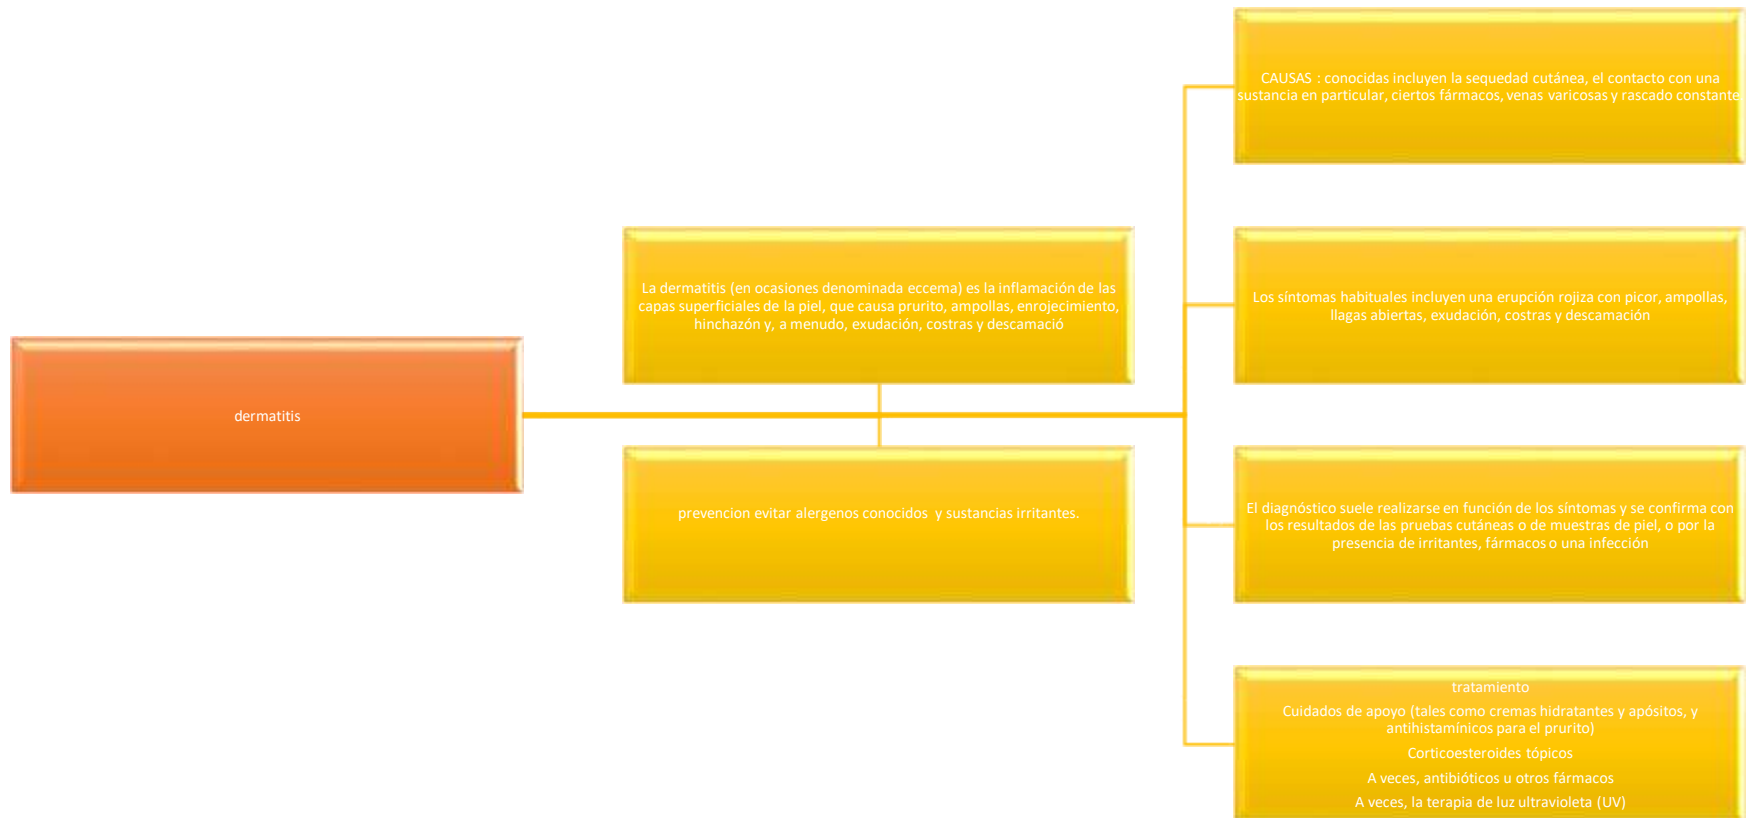 dermatitis
La dermatitis (en ocasiones denominada eccema) es la inflamación de las
capas superficiales de la piel, que causa prurito, ampollas, enrojecimiento,
hinchazón y, a menudo, exudación, costras y descamació
prevencion evitar alergenos conocidos  y sustancias irritantes.
CAUSAS : conocidas incluyen la sequedad cutánea, el contacto con una
sustancia en particular, ciertos fármacos, venas varicosas y rascado constante
Los síntomas habituales incluyen una erupción rojiza con picor, ampollas,
llagas abiertas, exudación, costras y descamación
El diagnóstico suele realizarse en función de los síntomas y se confirma con
los resultados de las pruebas cutáneas o de muestras de piel, o por la
presencia de irritantes, fármacos o una infección
tratamiento
Cuidados de apoyo (tales como cremas hidratantes y apósitos, y
antihistamínicos para el prurito)
Corticoesteroides tópicos
A veces, antibióticos u otros fármacos
A veces, la terapia de luz ultravioleta (UV)